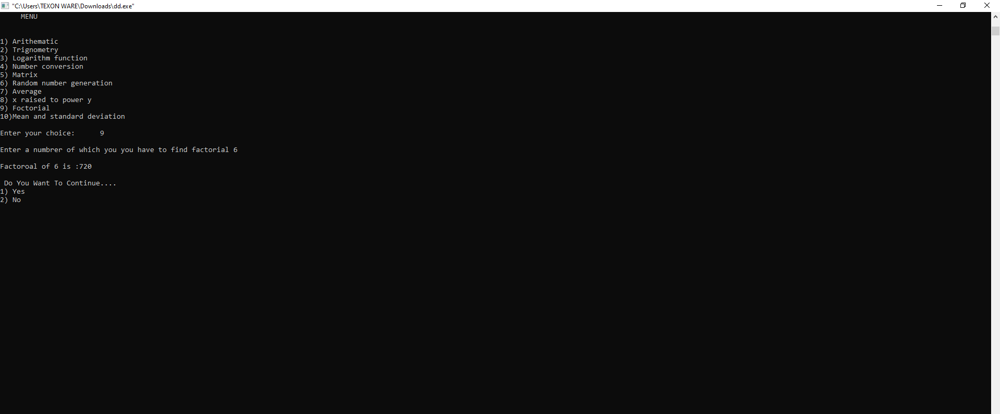 "C:\Users\TEXON WARE\Downloads\dd.exe"
MENU
1) Arithematic
2) Trignometry
3) Logarithm function
4) Number conversion
5) Matrix
6) Random number generation
7) Average
8) x raised to power y
9) Foctorial
10)Mean and standard deviation
Enter your choice:      9
Enter a numbrer of which you you have to find factorial 6
Factoroal of 6 is :720
Do You Want To Continue....
1) Yes
2) No